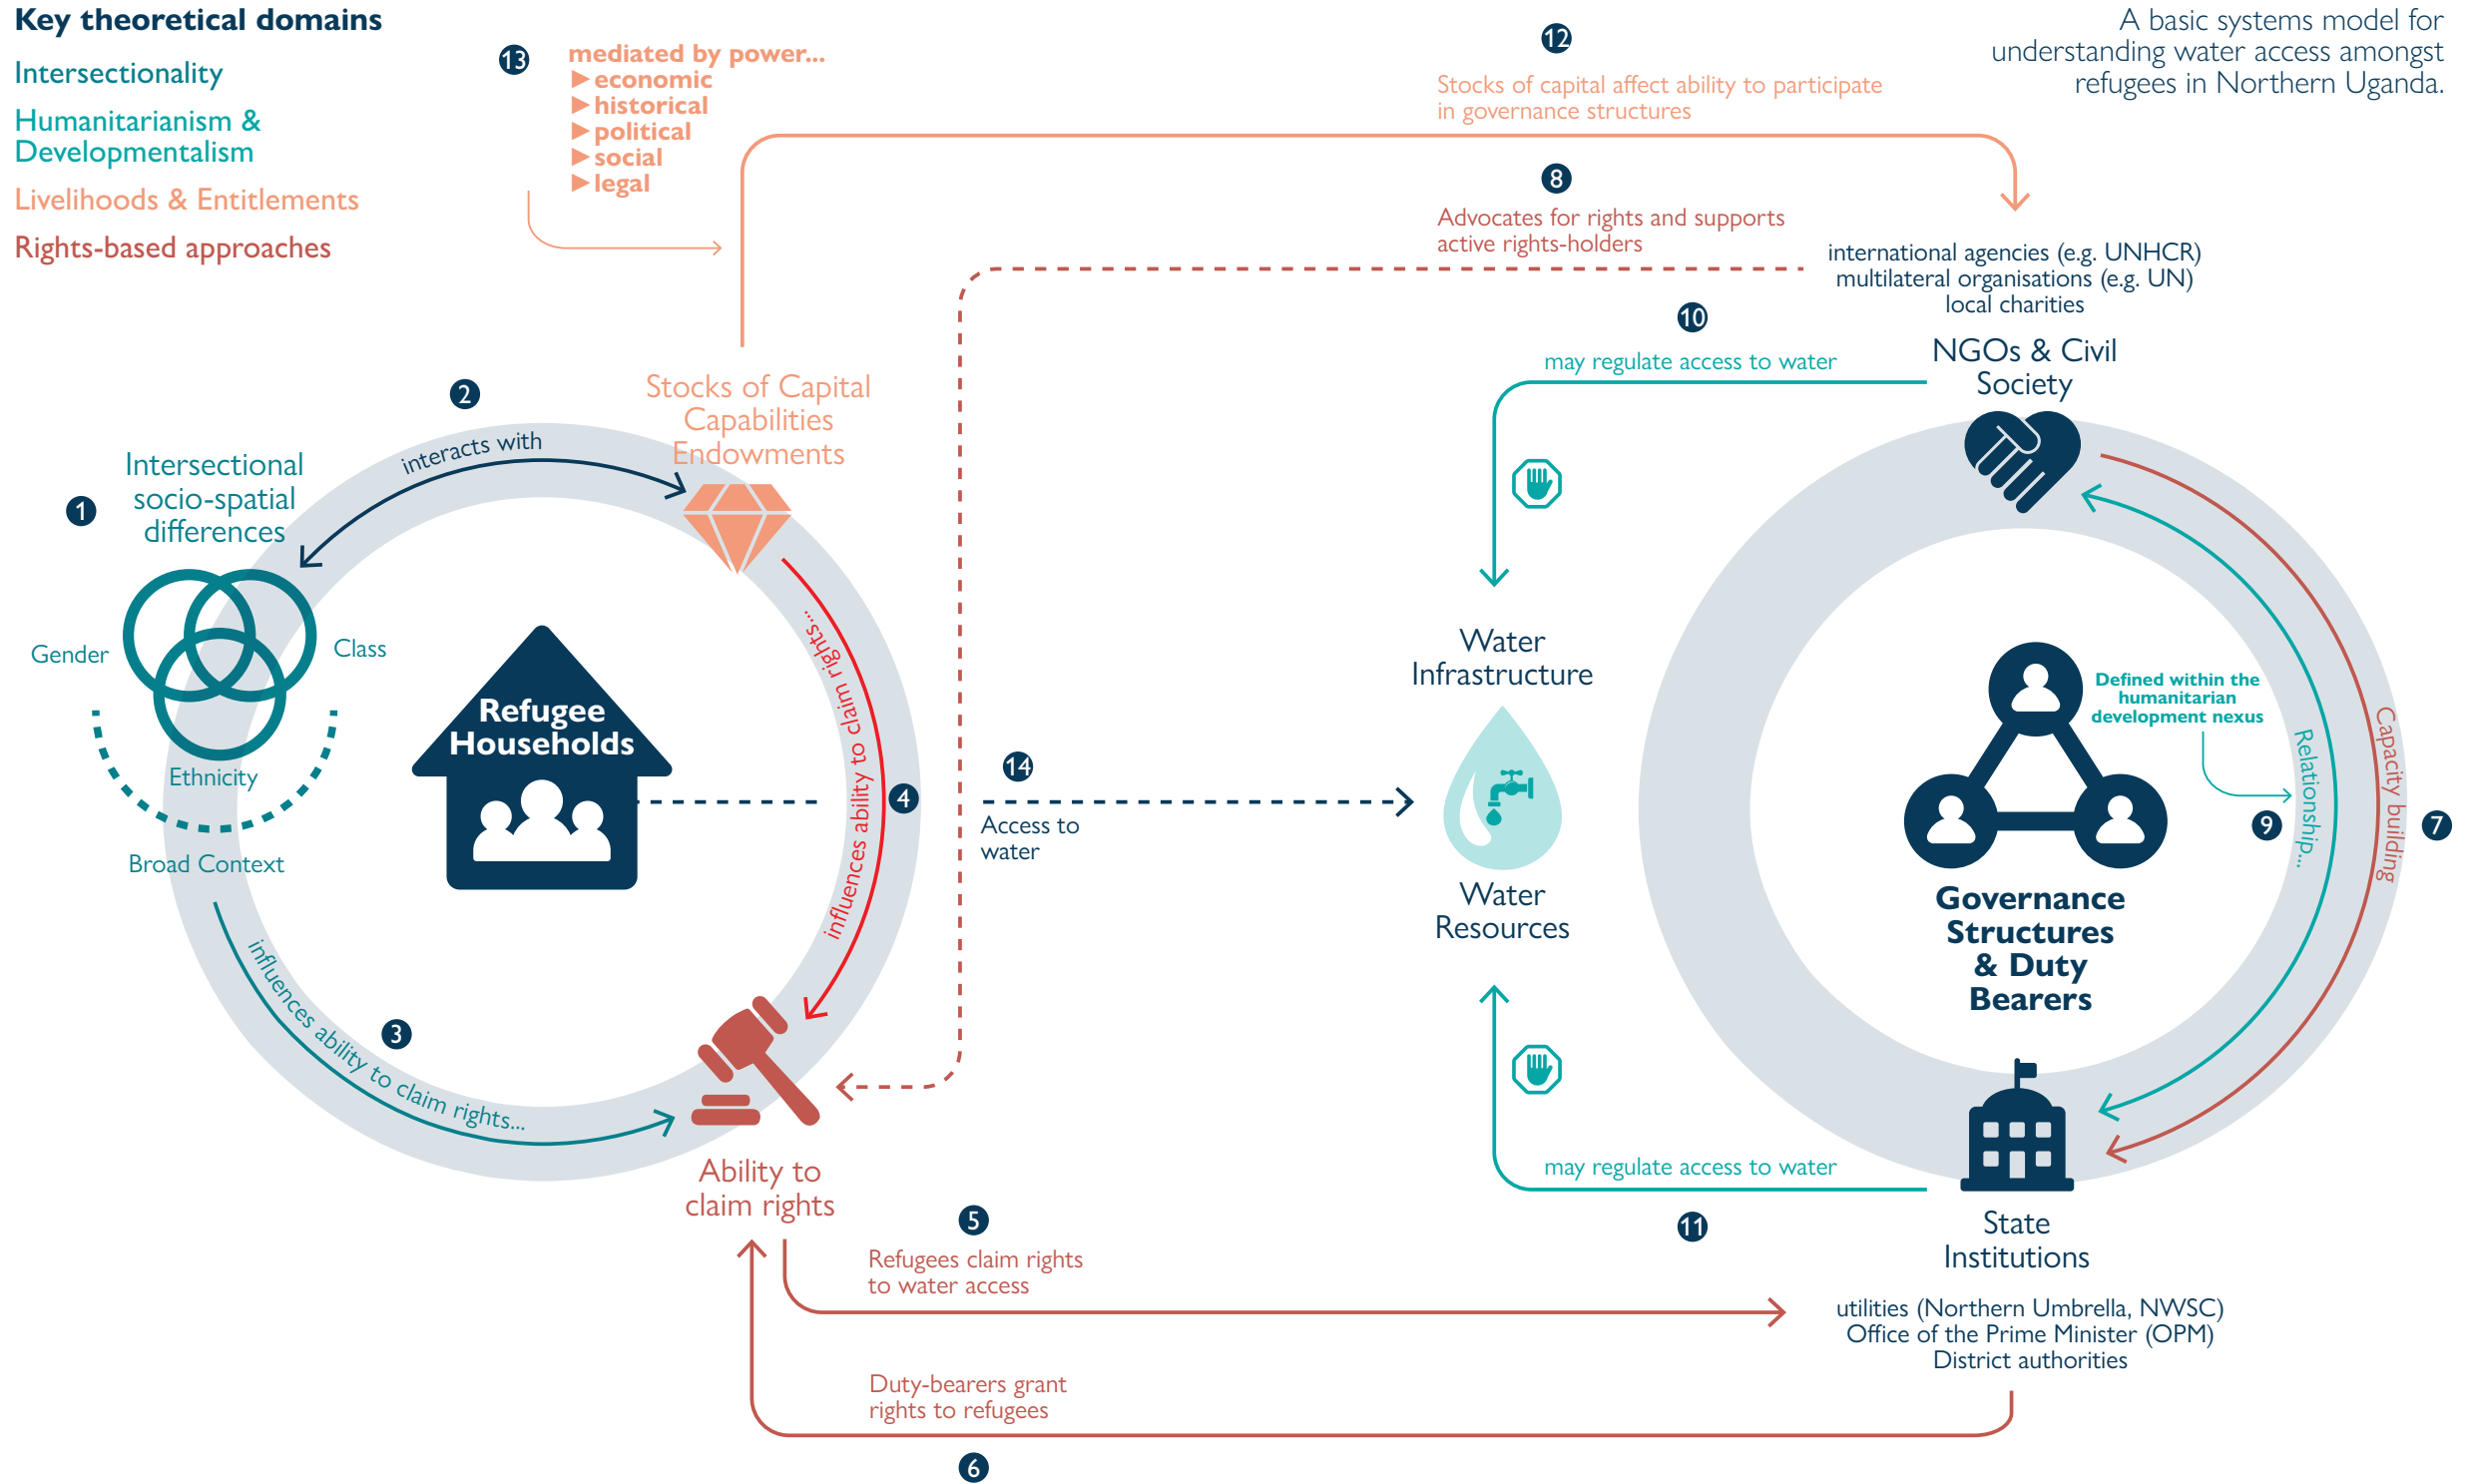 Key theoretical domains
Intersectionality
Humanitarianism &
Developmentalism
Livelihoods & Entitlements
Rights-based approaches
13
mediated by power...
►economic
►historical
►political
►social
►legal
12
Stocks of capital affect ability to participate
in governance structures
A basic systems model for
understanding water access amongst
refugees in Northern Uganda.
8
Advocates for rights and supports
active rights-holders
international agencies (e.g. UNHCR)
multilateral organisations (e.g. UN)
local charities
NGOs & Civil
Society
10
may regulate access to water
2
interacts with
Stocks of Capital
Capabilities
Endowments
1
Intersectional
socio-spatial
differences
Gender
Class
Ethnicity
Broad Context
Refugee
Households
influences ability to claim rights...
4
14
Access to
water
Water
Infrastructure
Water
Resources
Defined within the
humanitarian
development nexus
9
Relationship...
Capacity building
7
Governance
Structures
& Duty
Bearers
3
influences ability to claim rights...
Ability to
claim rights
may regulate access to water
11
State
Institutions
utilities (Northern Umbrella, NWSC)
Office of the Prime Minister (OPM)
District authorities
5
Refugees claim rights
to water access
Duty-bearers grant
rights to refugees
6